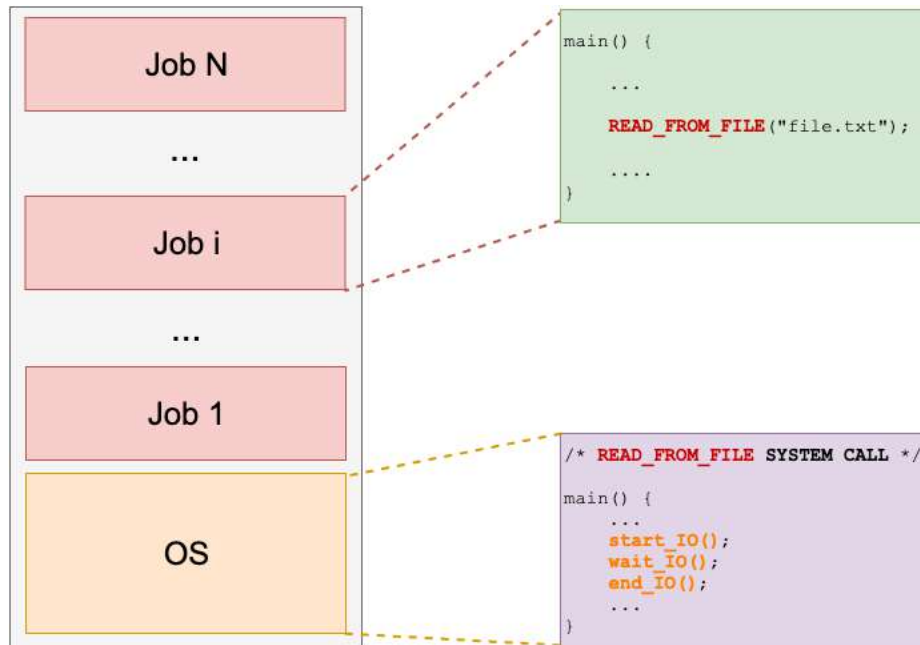 Job N
...
Job i
...
Job 1
OS
main() {
...
READ_FROM_FILE("file.txt");
....
}
/* READ_FROM_FILE SYSTEM CALL */
main() {
...
start_IO();
wait_IO();
end_IO();
...
}